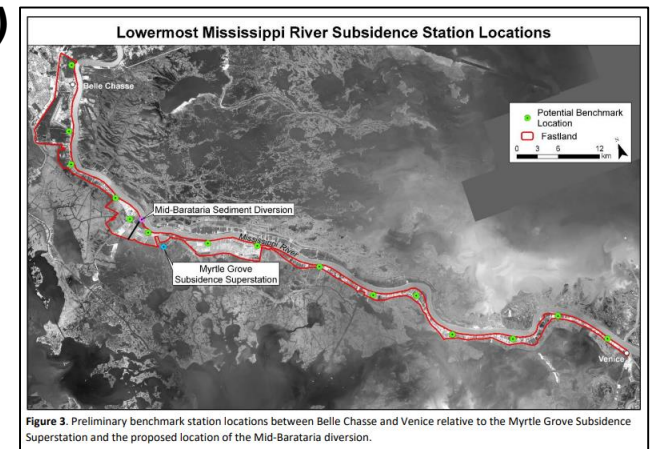 )
Lowermost Mississippi River Subsidence Station Locations
Belle Chasse
Potential Benchmark
Location
Fastland
0 3 6 12
km
N
Mid-Barataria Sediment Diversion
Mississippi River
Myrtle Grove
Subsidence Superstation
Venice
Figure 3. Preliminary benchmark station locations between Belle Chasse and Venice relative to the Myrtle Grove Subsidence
Superstation and the proposed location of the Mid-Barataria diversion.